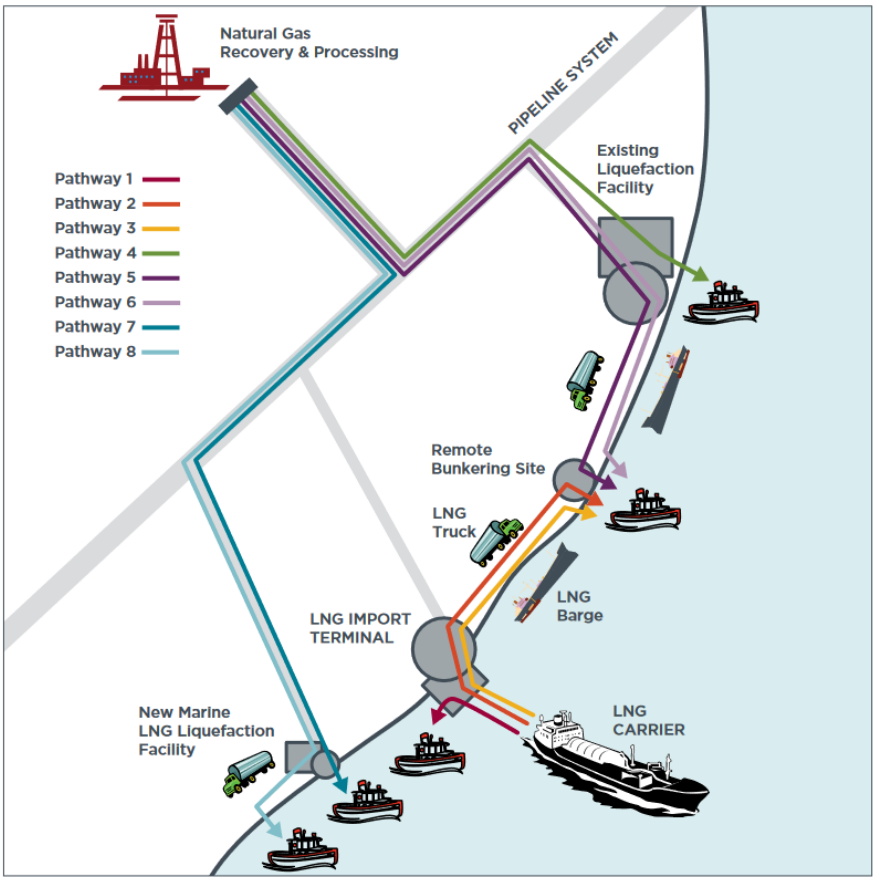 Natural Gas
Recovery & Processing
PIPELINE SYSTEM
Existing
Liquefaction
Facility
Pathway 1
Pathway 2
Pathway 3
Pathway 4
Pathway 5
Pathway 6
Pathway 7
Pathway 8
Remote
Bunkering Site
LNG
Truck
LNG
Barge
LNG IMPORT
TERMINAL
New Marine
LNG Liquefaction
Facility
LNG
CARRIER